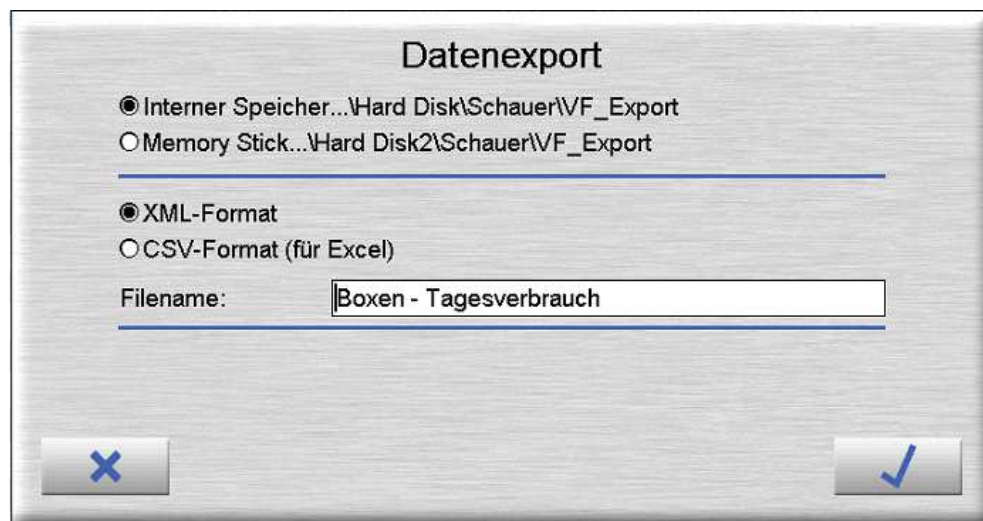 Datenexport
Interner Speicher...\Hard Disk\Schauer\VF_Export
Memory Stick...\Hard Disk2\Schauer\VF_Export
XML-Format
CSV-Format (für Excel)
Filename: Boxen - Tagesverbrauch